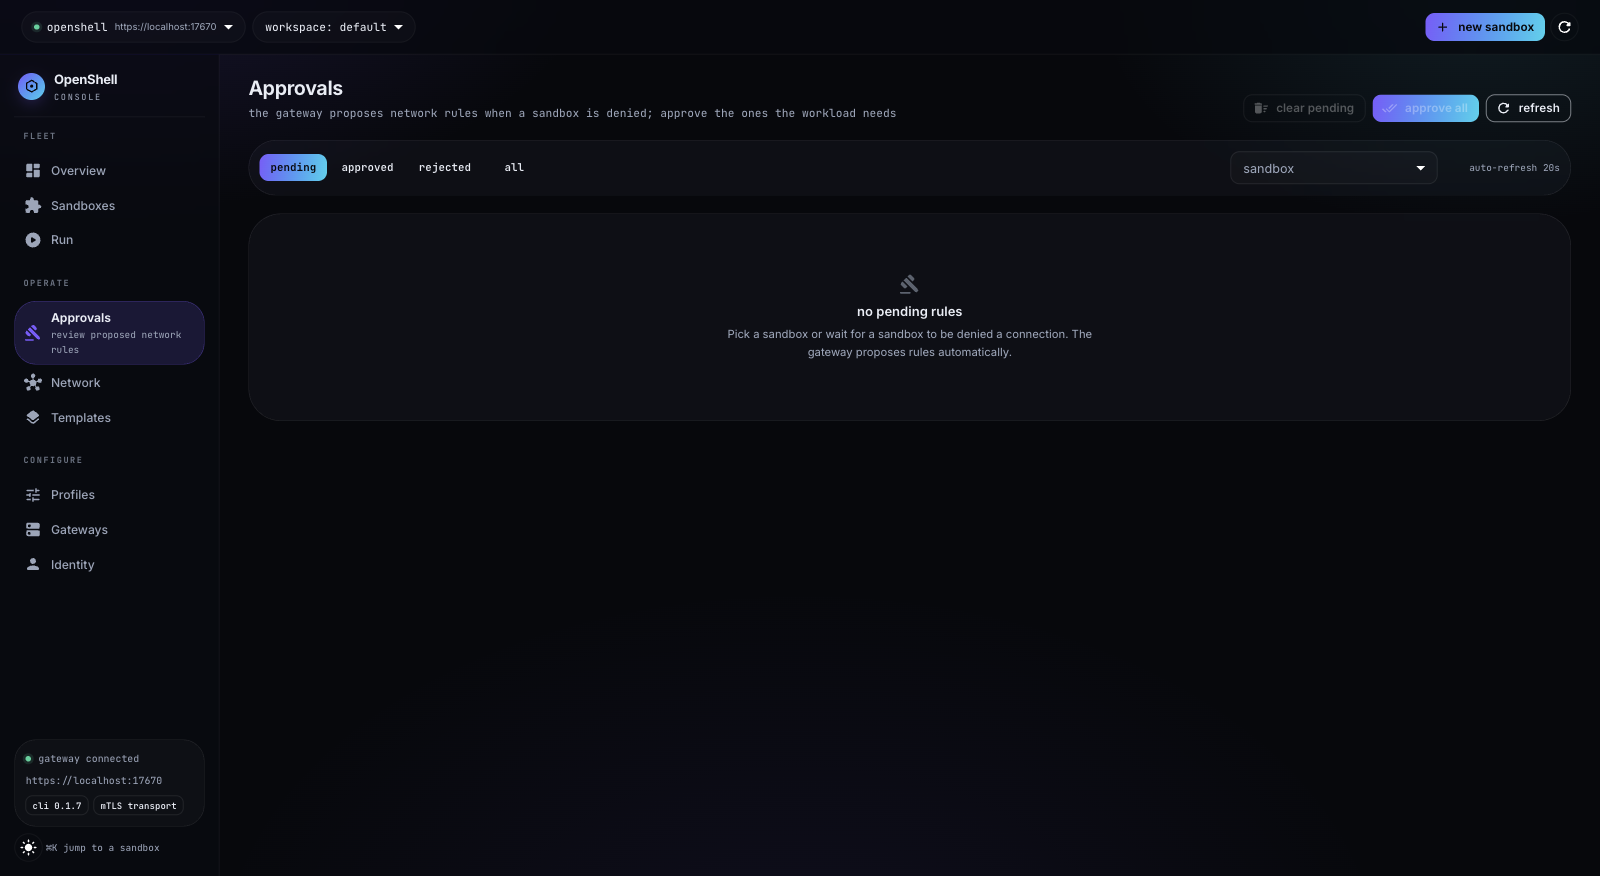 openshell https://localhost:17670
workspace: default
new sandbox
OpenShell
CONSOLE
FLEET
Overview
Sandboxes
Run
OPERATE
Approvals
review proposed network
rules
Network
Templates
CONFIGURE
Profiles
Gateways
Identity
gateway connected
https://localhost:17670
cli 0.1.7 mTLS transport
⌘K jump to a sandbox
Approvals
the gateway proposes network rules when a sandbox is denied; approve the ones the workload needs
clear pending
approve all
refresh
pending approved rejected all
sandbox
auto-refresh 20s
no pending rules
Pick a sandbox or wait for a sandbox to be denied a connection. The
gateway proposes rules automatically.